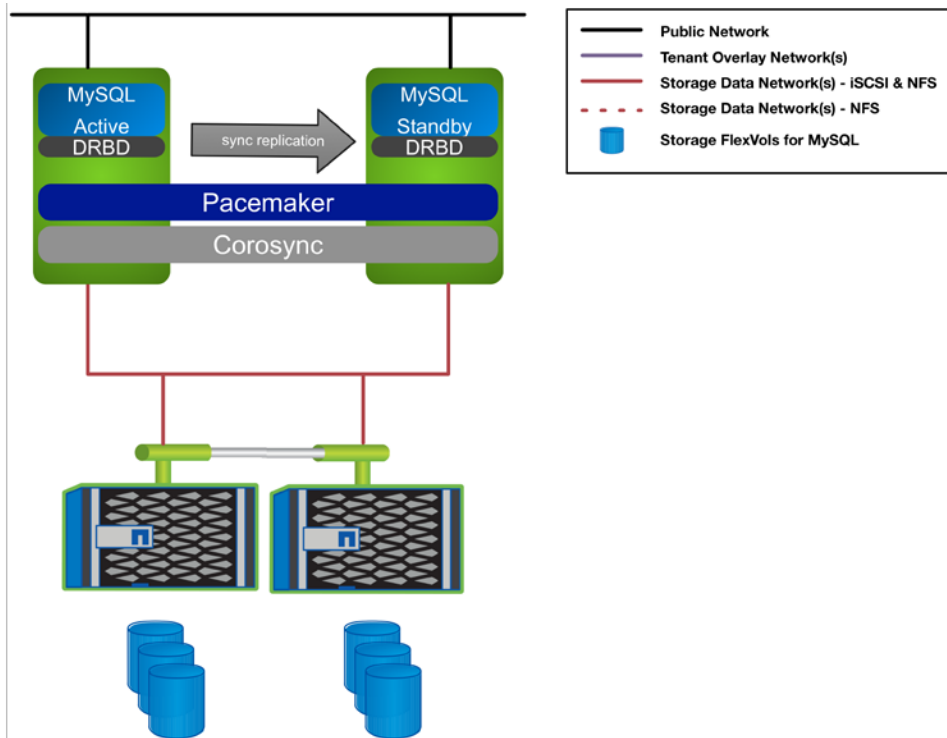 MySQL
Active
DRBD
sync replication
MySQL
Standby
DRBD
Pacemaker
Corosync
Public Network
Tenant Overlay Network(s)
Storage Data Network(s) - iSCSI & NFS
Storage Data Network(s) - NFS
Storage FlexVols for MySQL